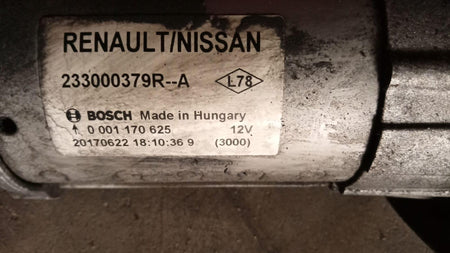 RENAULT/NISSAN
233000379R--A L78
BOSCH Made in Hungary
0 001 170 625 12V
20170622 18:10:36 9 (3000)